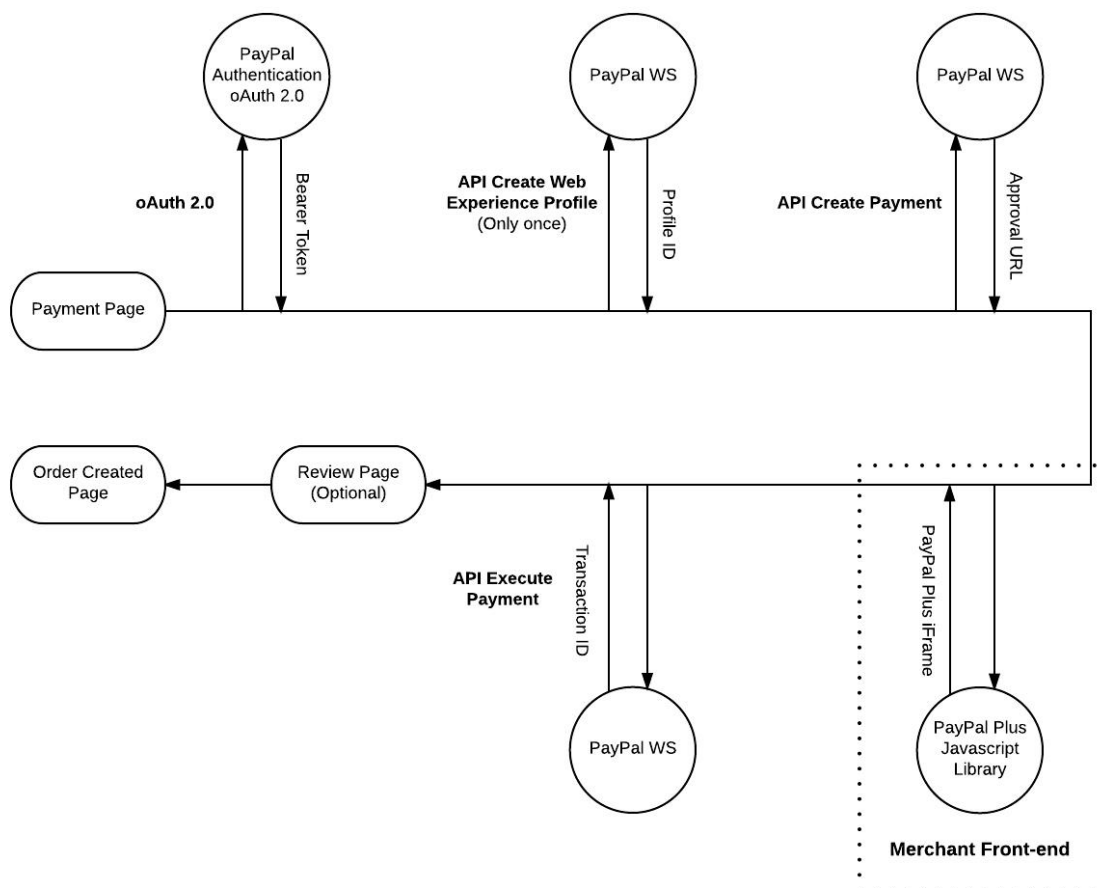 PayPal
Authentication
oAuth 2.0
PayPal WS
PayPal WS
oAuth 2.0
Bearer Token
API Create Web
Experience Profile
(Only once)
Profile ID
API Create Payment
Approval URL
Payment Page
Order Created
Page
Review Page
(Optional)
API Execute
Payment
Transaction ID
PayPal Plus iFrame
PayPal WS
PayPal Plus
Javascript
Library
Merchant Front-end